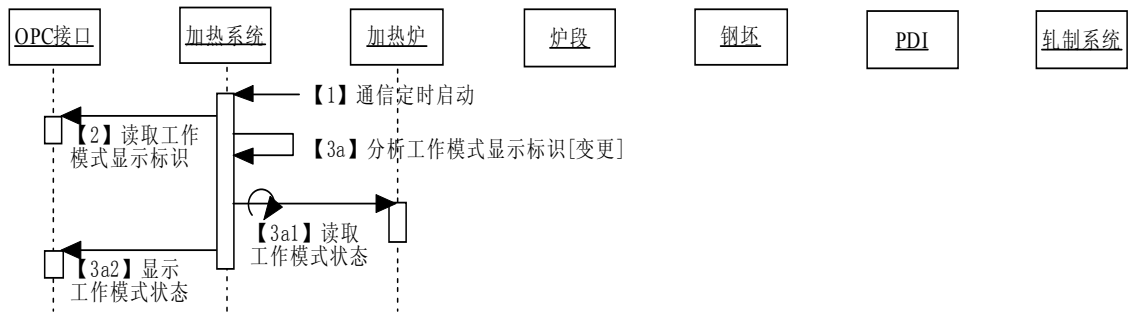 OPC接口
加热系统
加热炉
炉段
钢坯
PDI
轧制系统
【1】通信定时启动
【2】读取工作
模式显示标识
【3a】分析工作模式显示标识[变更]
【3a1】读取
工作模式状态
【3a2】显示
工作模式状态